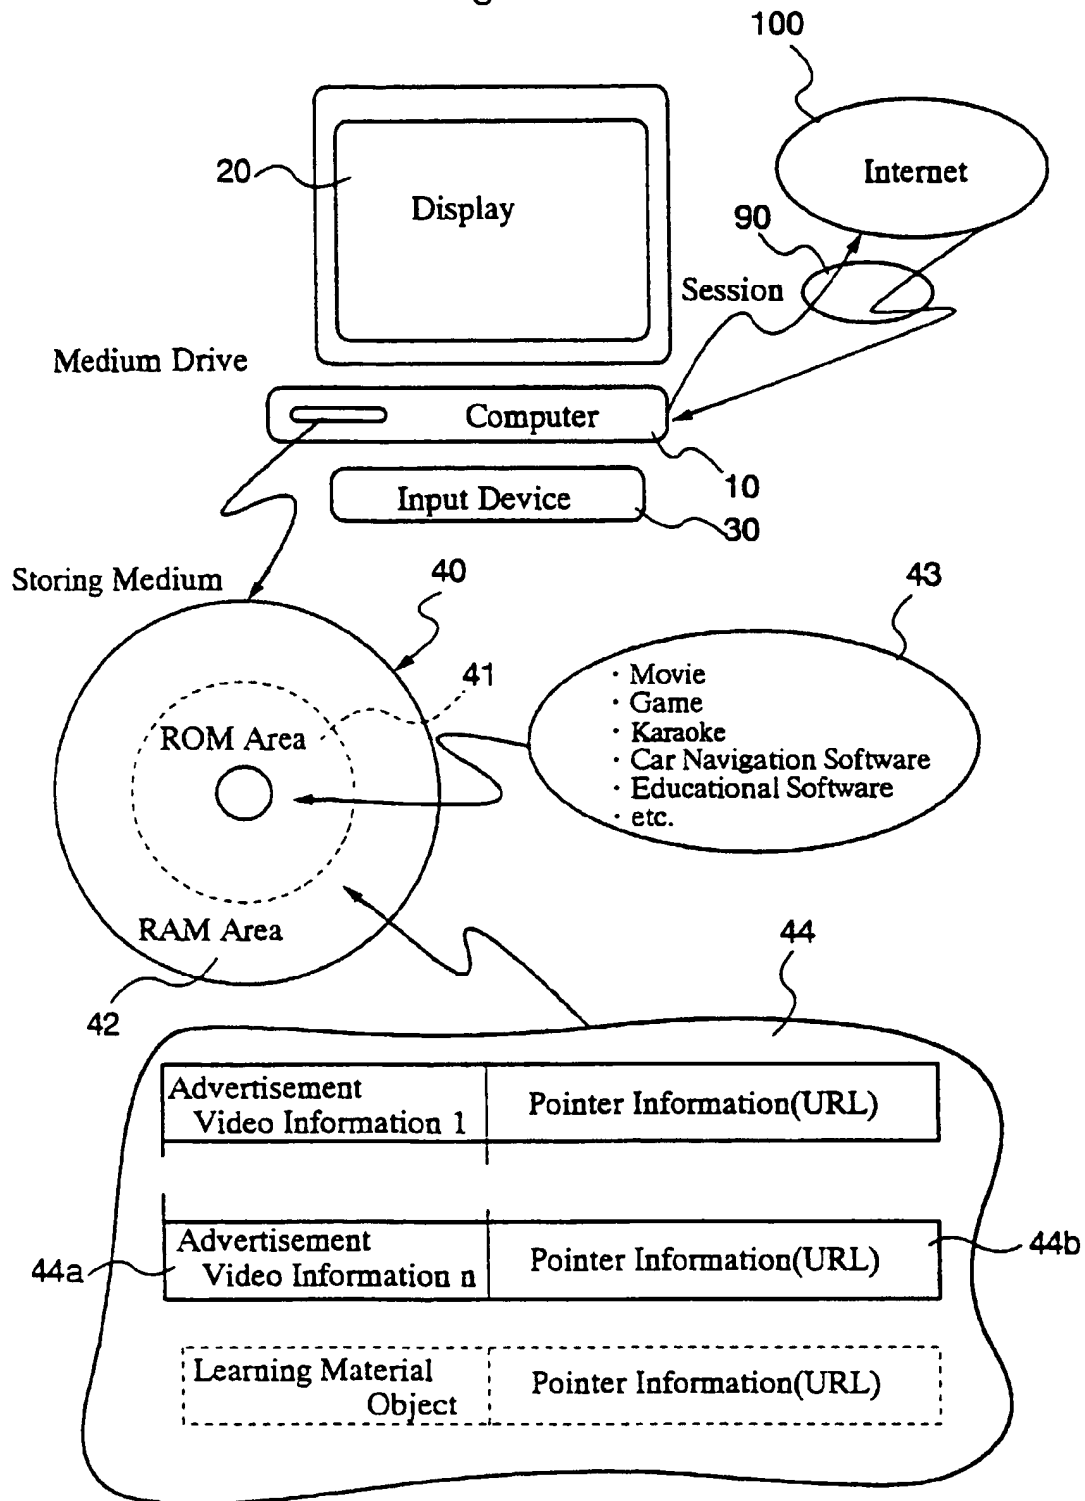 100
Internet
20
Display
90
Session
Medium Drive
Computer
10
Input Device
30
Storing Medium
40
43
41
ROM Area
· Movie
· Game
· Karaoke
· Car Navigation Software
· Educational Software
· etc.
RAM Area
42
44
Advertisement
Video Information 1
Pointer Information(URL)
Advertisement
Video Information n
Pointer Information(URL)
44a
44b
Learning Material
Object
Pointer Information(URL)